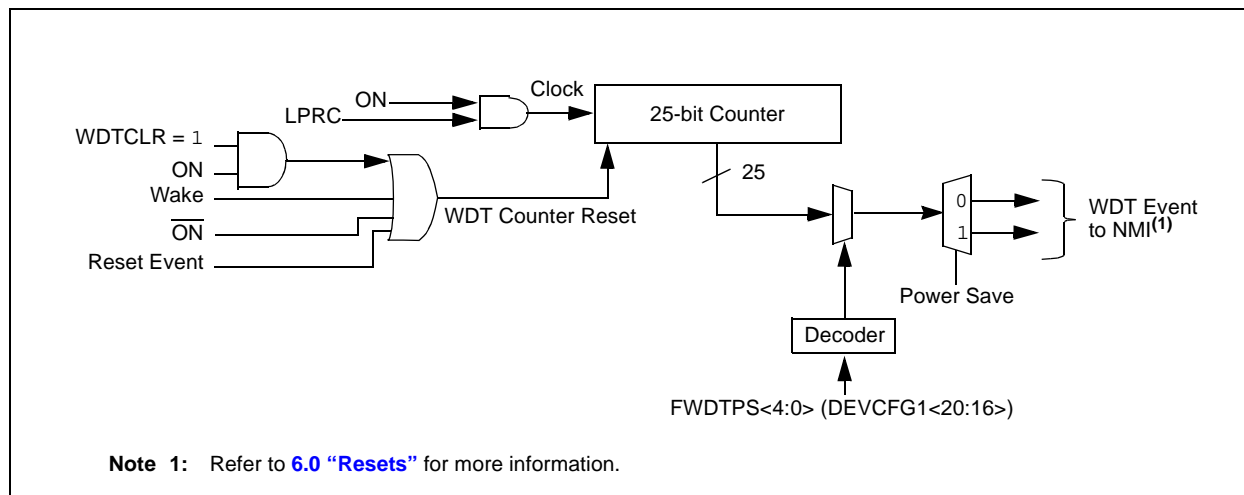 ON
Clock
LPRC
25-bit Counter
WDTCLR = 1
ON
25
Wake
0
WDT Event
to NMI(1)
WDT Counter Reset
1
O̅N̅
Reset Event
Power Save
Decoder
FWDTPS<4:0> (DEVCFG1<20:16>)
Note 1: Refer to 6.0 “Resets” for more information.